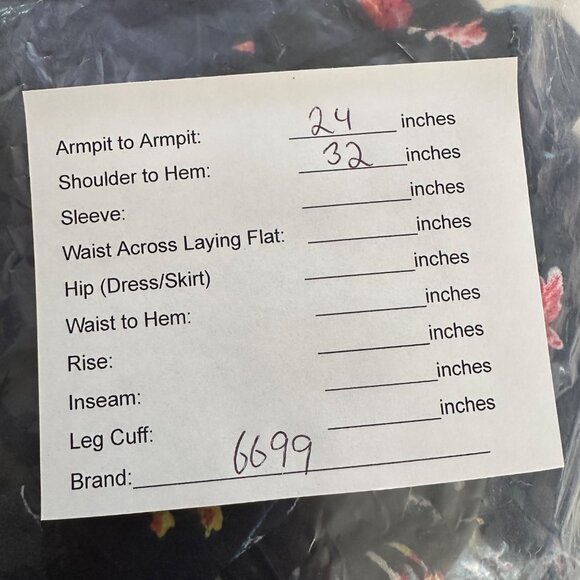 Armpit to Armpit: 24 inches
Shoulder to Hem: 32 inches
Sleeve: inches
Waist Across Laying Flat: inches
Hip (Dress/Skirt) inches
Waist to Hem: inches
Rise: inches
Inseam: inches
Leg Cuff: inches
Brand: 6699